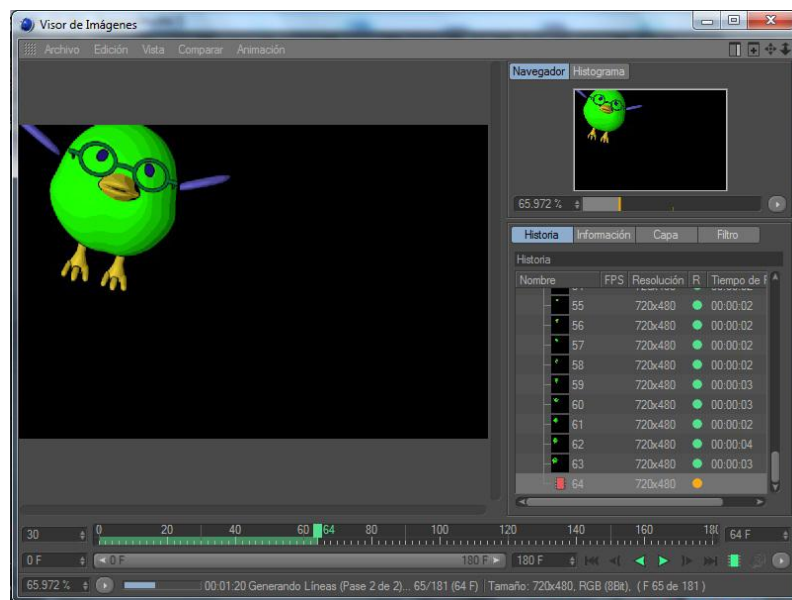 Visor de Imágenes
Archivo Edición Vista Comparar Animación
Navegador Histograma
65.972 %
Historia Información Capa Filtro
Historia
Nombre FPS Resolución R Tiempo de F
55 720x480 00:00:02
56 720x480 00:00:02
57 720x480 00:00:02
58 720x480 00:00:02
59 720x480 00:00:03
60 720x480 00:00:03
61 720x480 00:00:02
62 720x480 00:00:04
63 720x480 00:00:03
64 720x480
30 0 20 40 60 64 80 100 120 140 160 64 F
0 F 0 F 180 F 180 F
65.972 % 00:01:20 Generando Líneas (Pase 2 de 2)... 65/181 (64 F) Tamaño: 720x480, RGB (8Bit), ( F 65 de 181 )